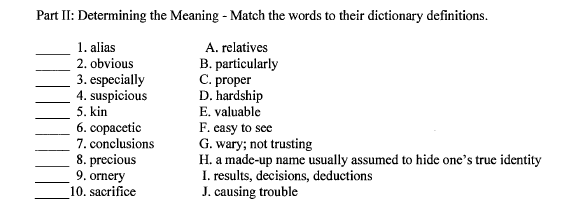 Part II: Determining the Meaning - Match the words to their dictionary definitions.
_____ 1. alias A. relatives
_____ 2. obvious B. particularly
_____ 3. especially C. proper
_____ 4. suspicious D. hardship
_____ 5. kin E. valuable
_____ 6. copacetic F. easy to see
_____ 7. conclusions G. wary; not trusting
_____ 8. precious H. a made-up name usually assumed to hide one's true identity
_____ 9. ornery I. results, decisions, deductions
_____ 10. sacrifice J. causing trouble